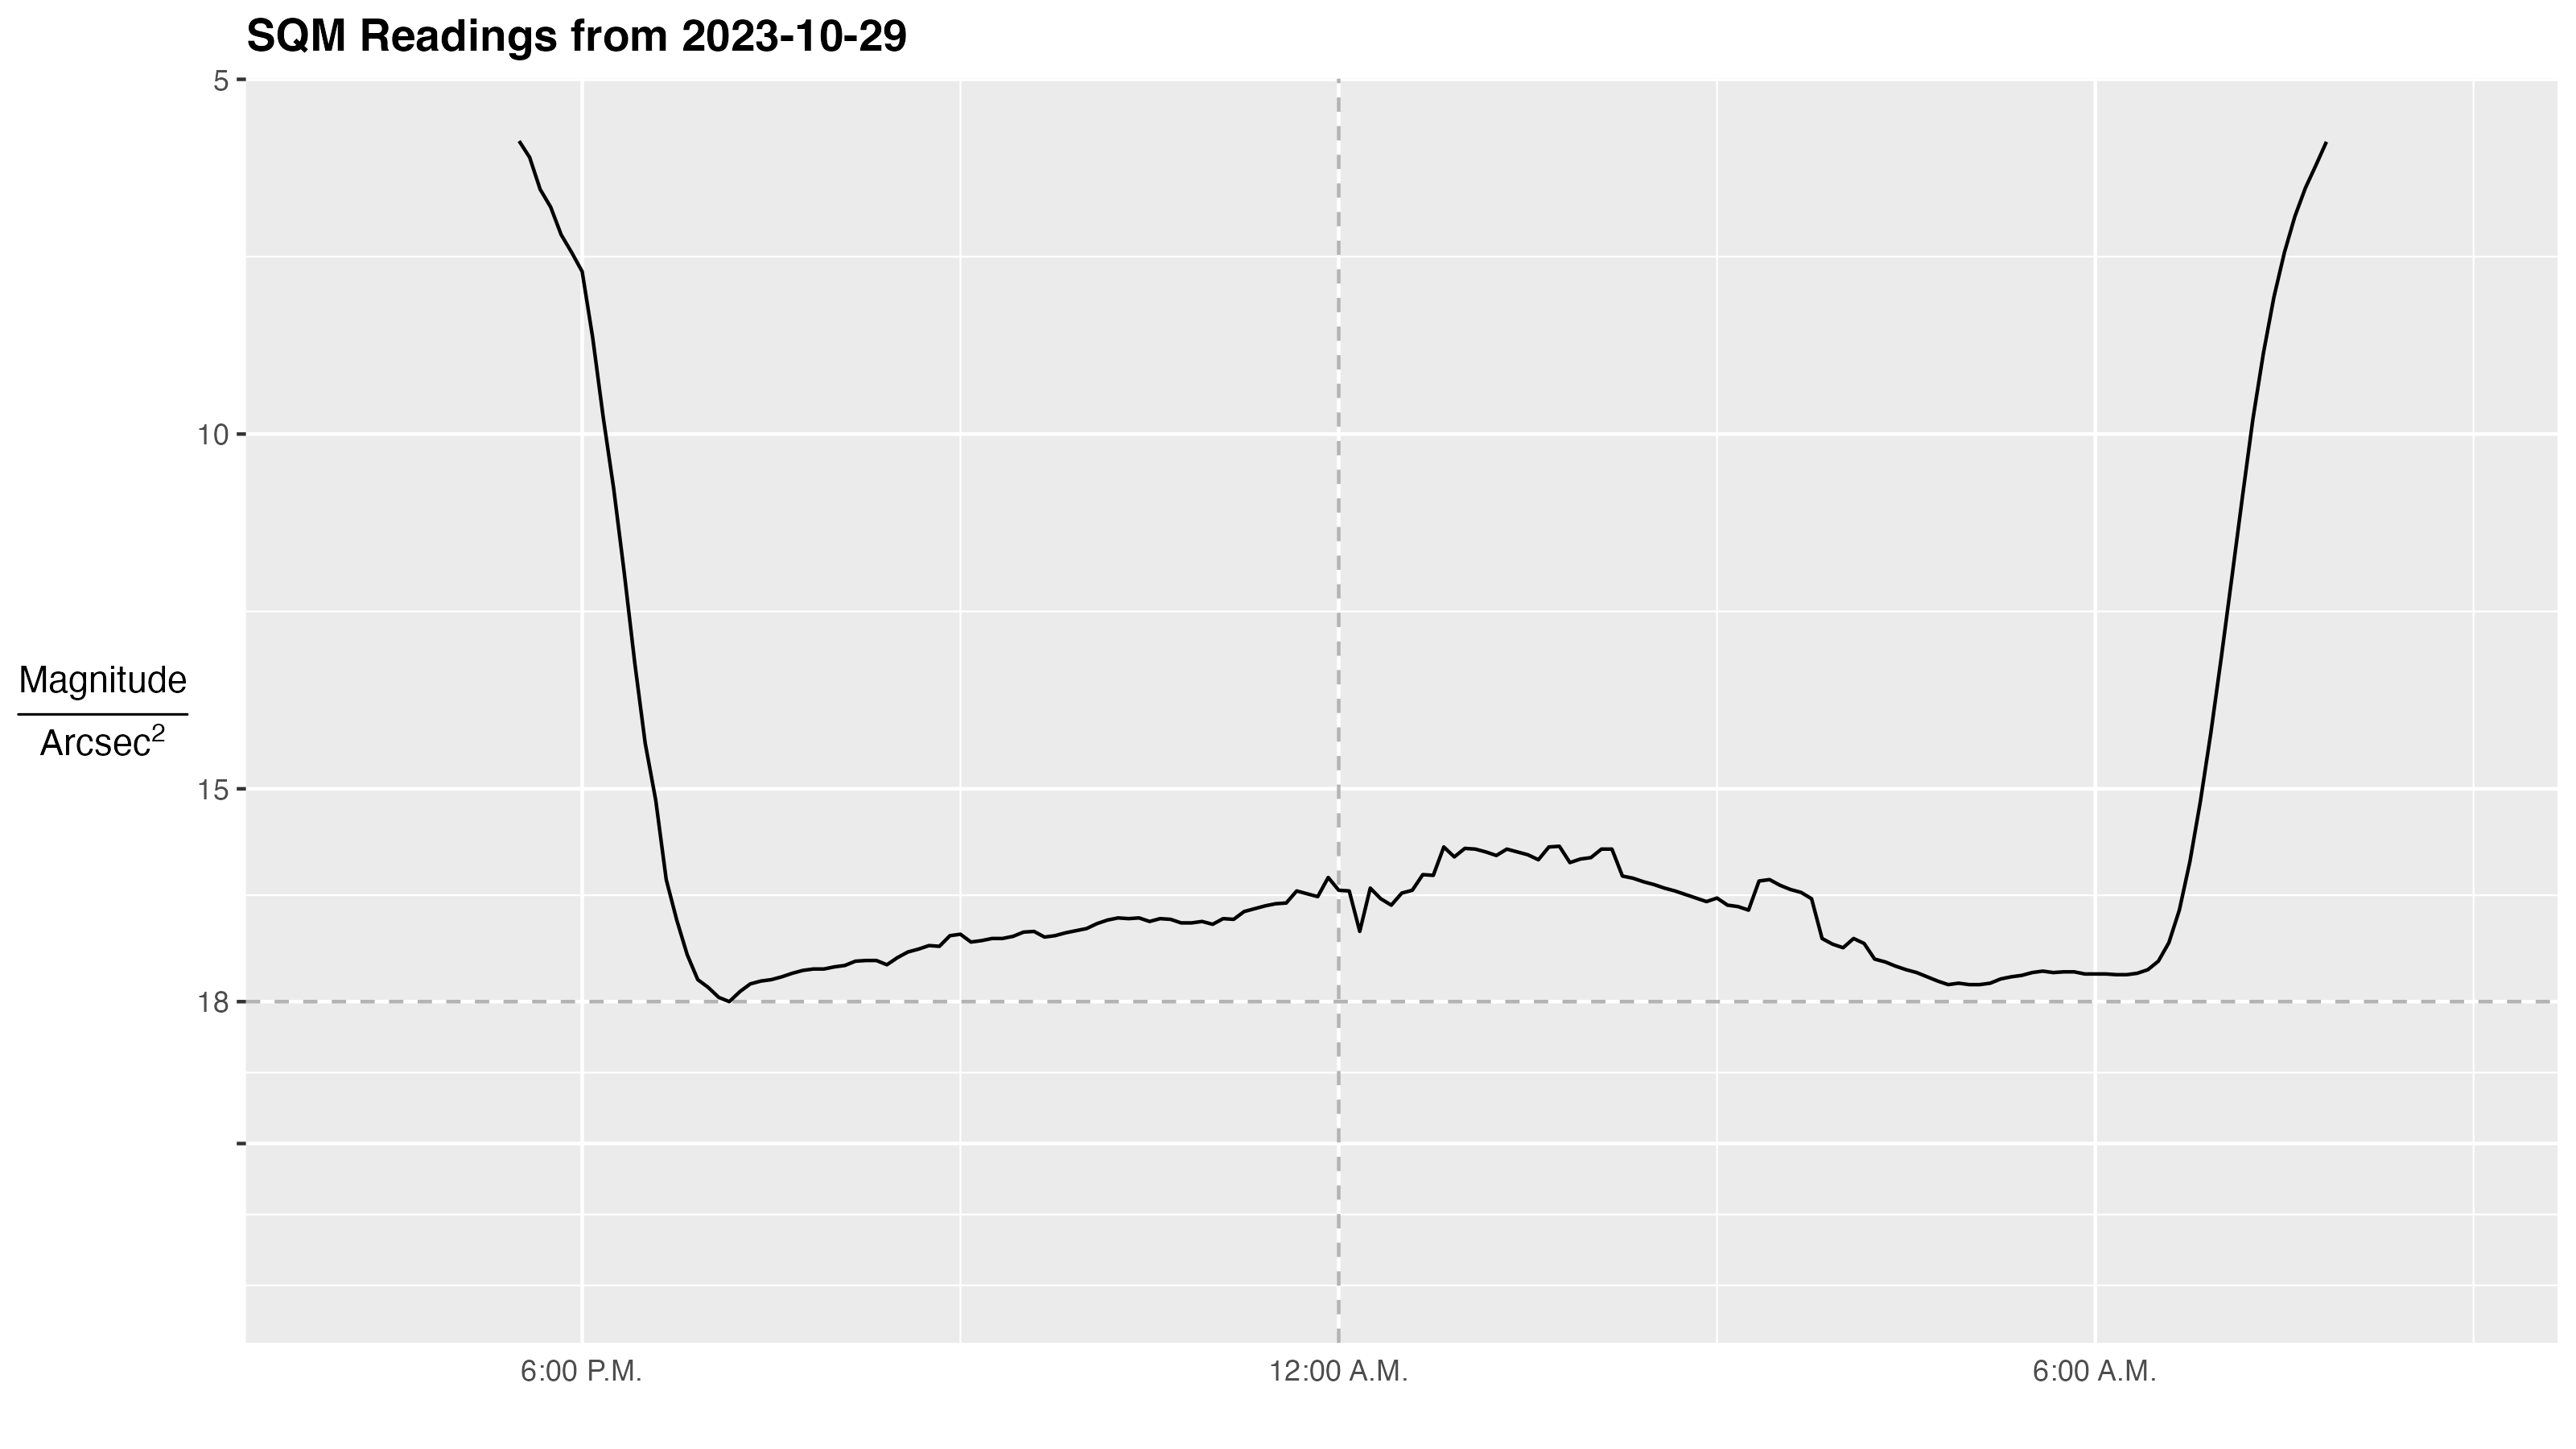 SQM Readings from 2023-10-29
5
10
15
18
Magnitude
Arcsec²
6:00 P.M.
12:00 A.M.
6:00 A.M.